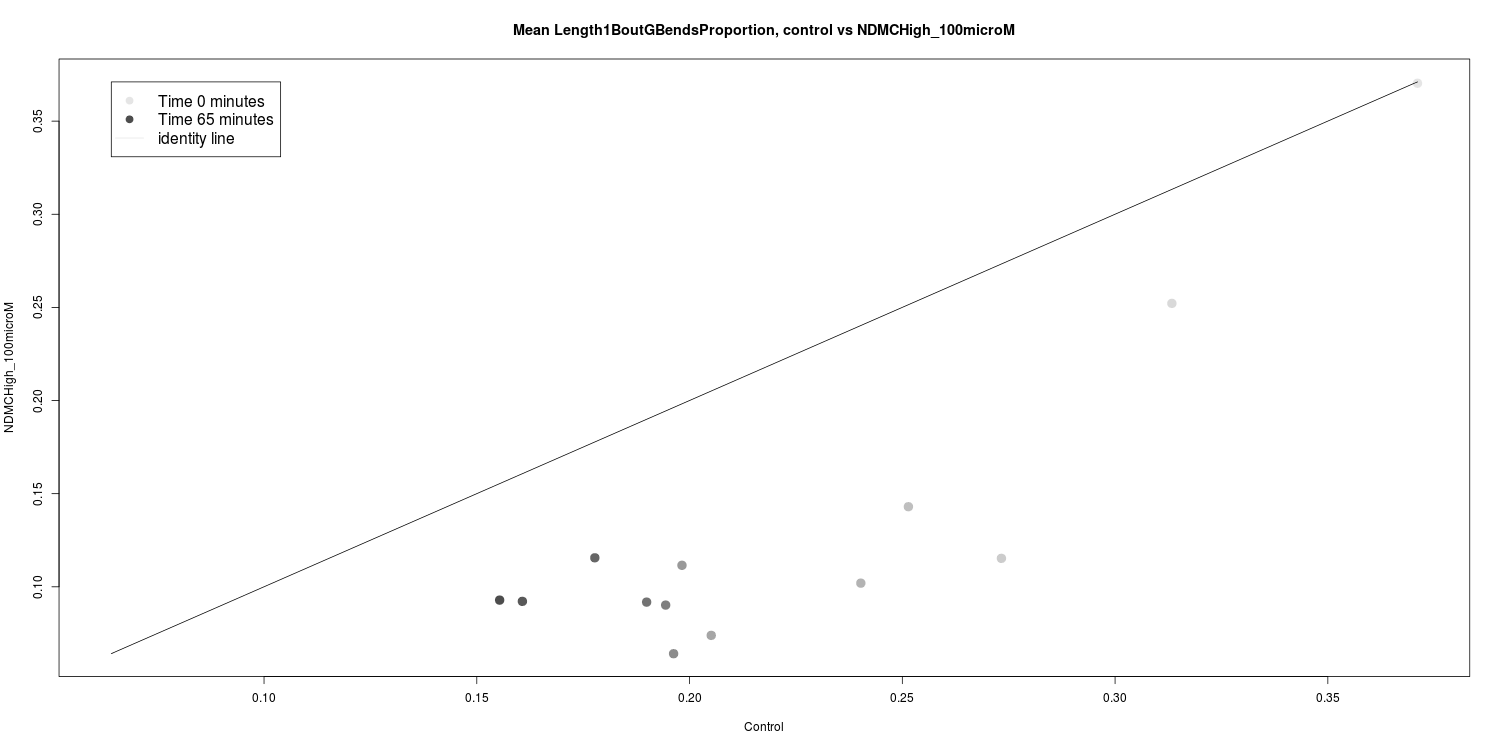 Mean Length1BoutGBendsProportion, control vs NDMCHigh_100microM
Time 0 minutes
Time 65 minutes
identity line
NDMCHigh_100microM
0.35
0.30
0.25
0.20
0.15
0.10
0.10 0.15 0.20 0.25 0.30 0.35
Control